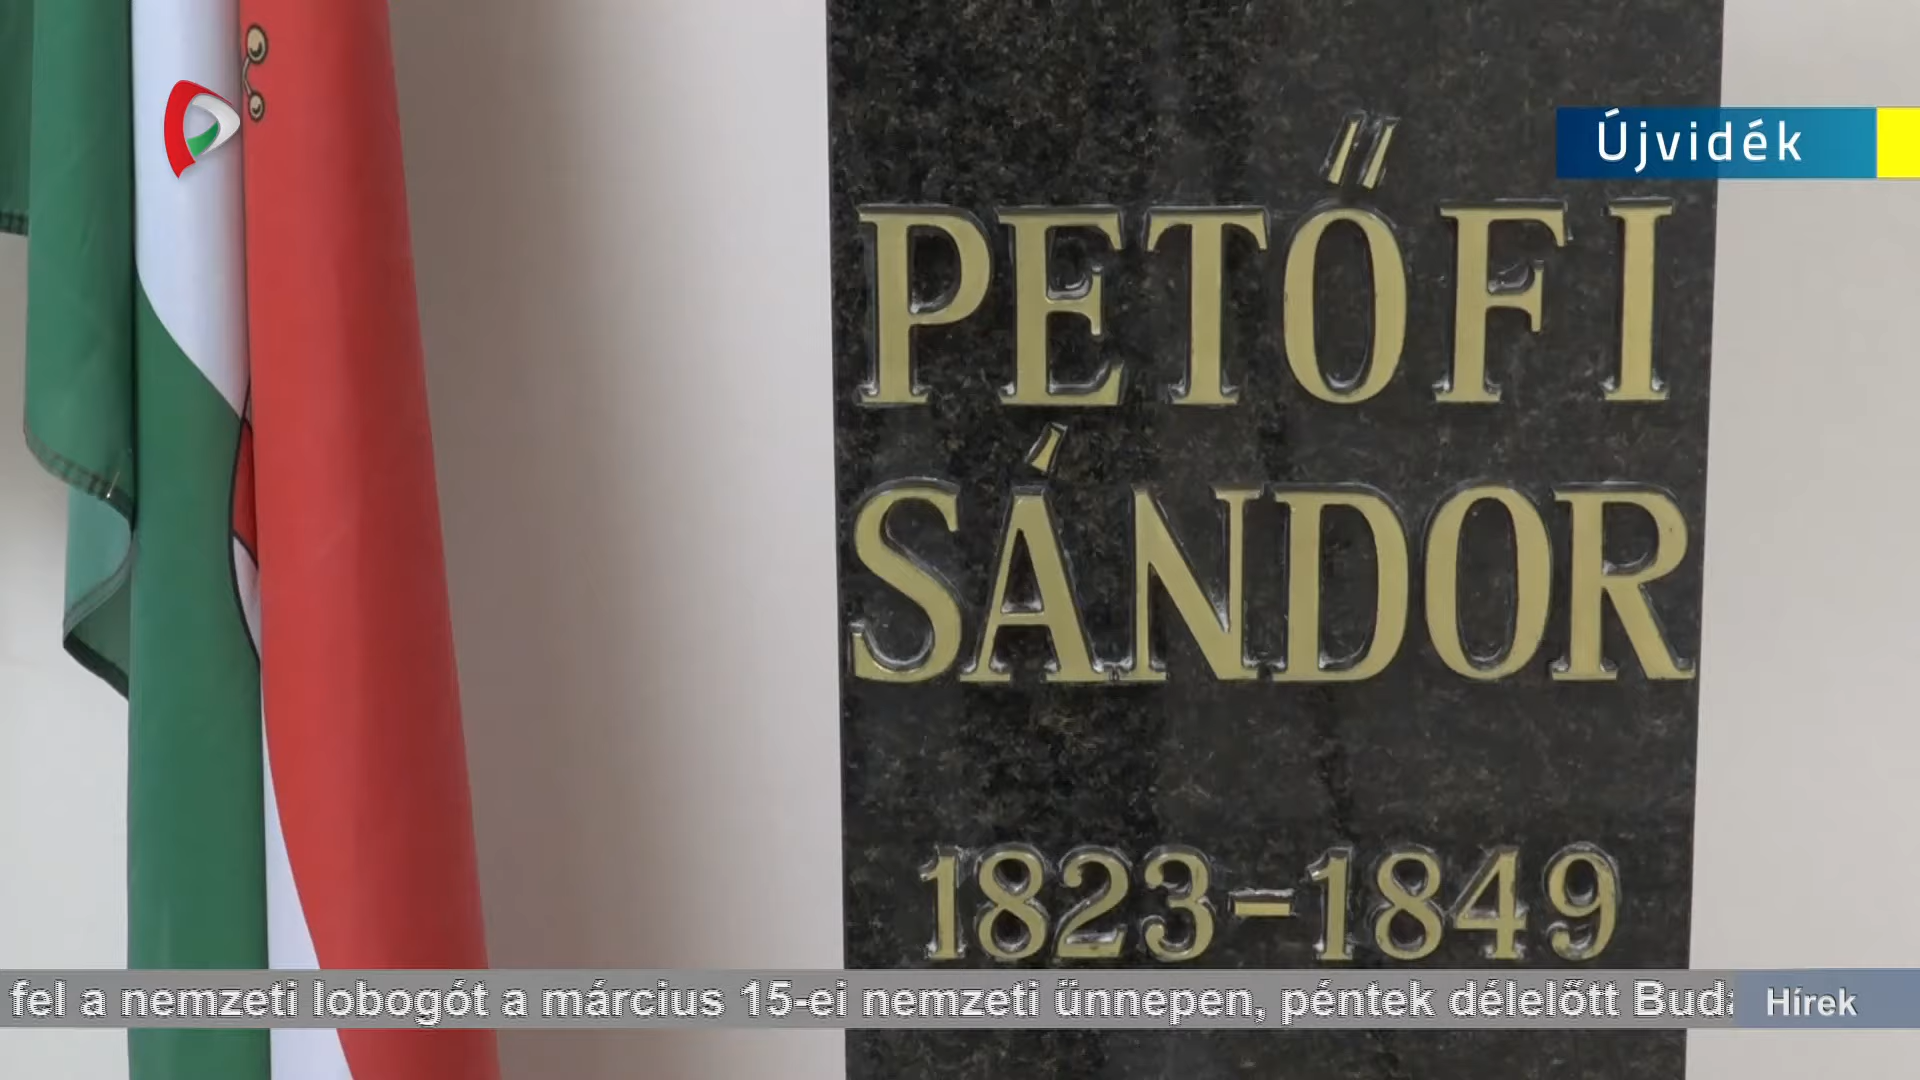 Újvidék
PETŐFI
SÁNDOR
1823-1849
fel a nemzeti lobogót a március 15-ei nemzeti ünnepen, péntek délelőtt
Hírek